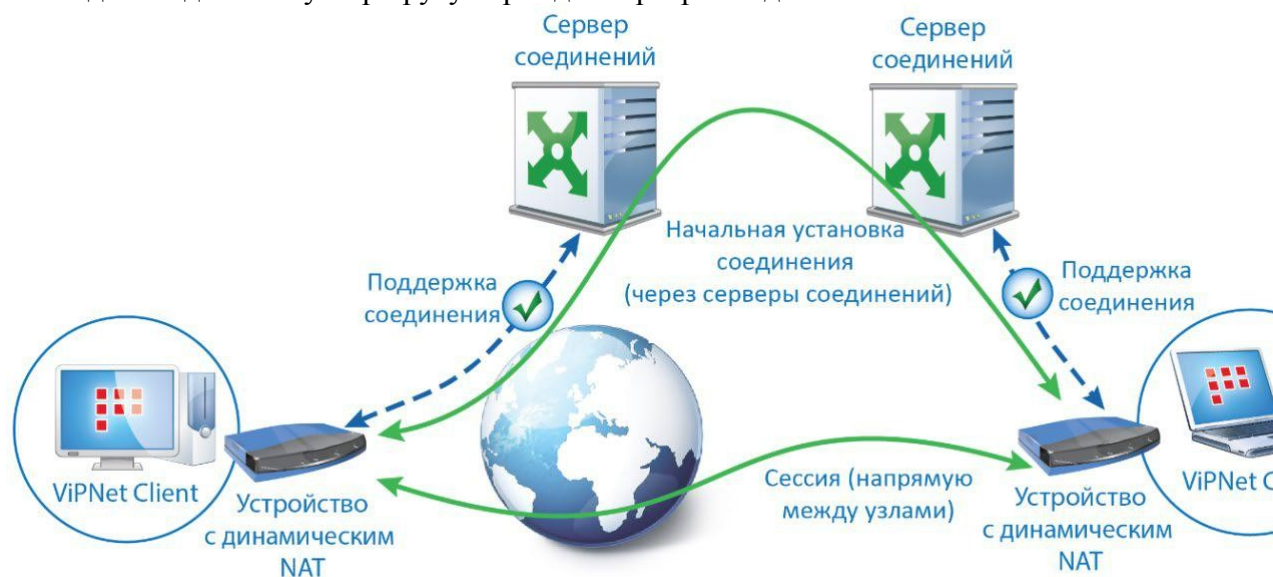 Сервер
соединений
Сервер
соединений
Начальная установка
соединения
(через серверы соединений)
Поддержка
соединения
Поддержка
соединения
ViPNet Client
Устройство
с динамическим
NAT
Сессия (напрямую
между узлами)
Устройство
с динамическим
NAT
ViPNet C